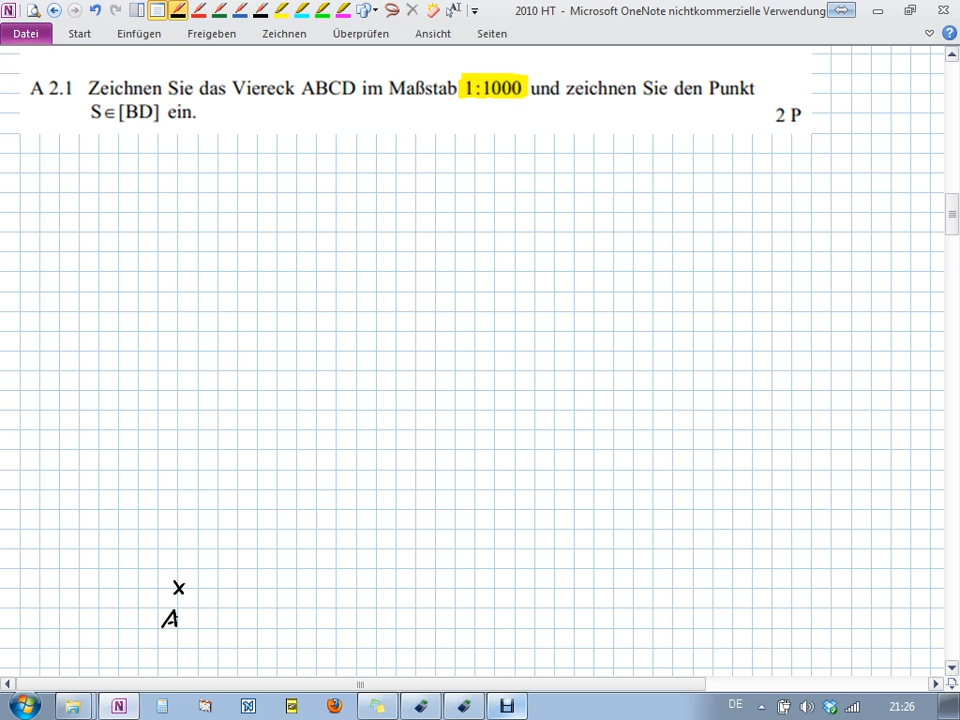 2010 HT - Microsoft OneNote nichtkommerzielle Verwendung
Datei Start Einfügen Freigeben Zeichnen Überprüfen Ansicht Seiten
A 2.1 Zeichnen Sie das Viereck ABCD im Maßstab 1:1000 und zeichnen Sie den Punkt
S∈[BD] ein.
2 P
x
A
DE 21:26